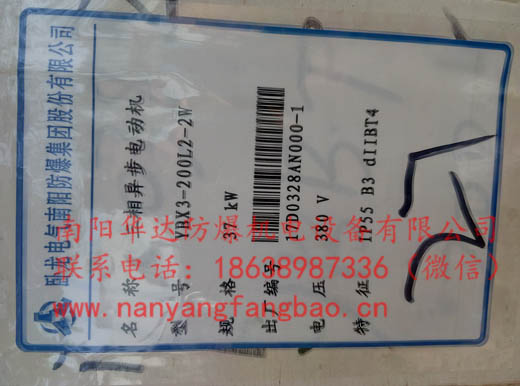 卧龙电气南阳防爆集团股份有限公司
名称 三相异步电动机
型号 YBX3-200L2-2W
规格 37 kW
出厂编号 17D0328AN000-1
电压 380 V
特征 IP55 B3 dIIBT4
南阳华达防爆机电设备有限公司
联系电话：18638987336（微信）
www.nanyangfangbao.cn